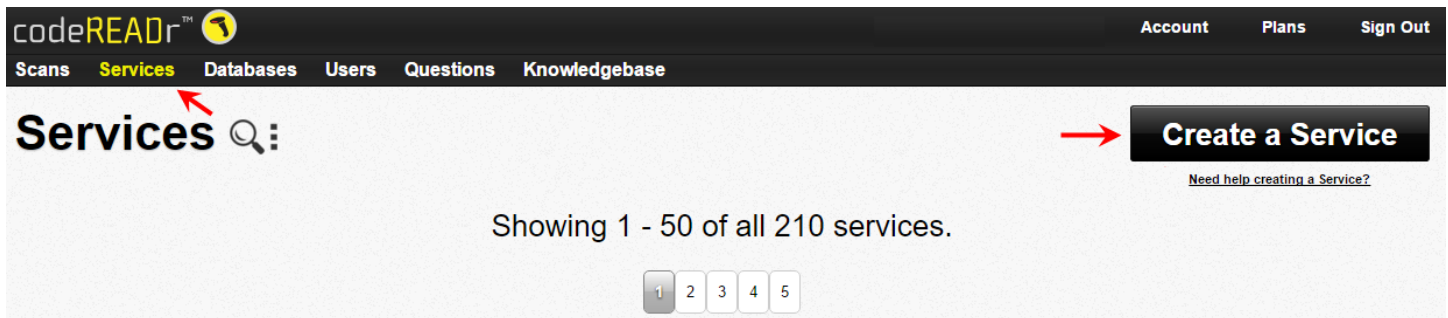 codeREADr™
Account Plans Sign Out
Scans Services Databases Users Questions Knowledgebase
Services
Create a Service
Need help creating a Service?
Showing 1 - 50 of all 210 services.
1 2 3 4 5